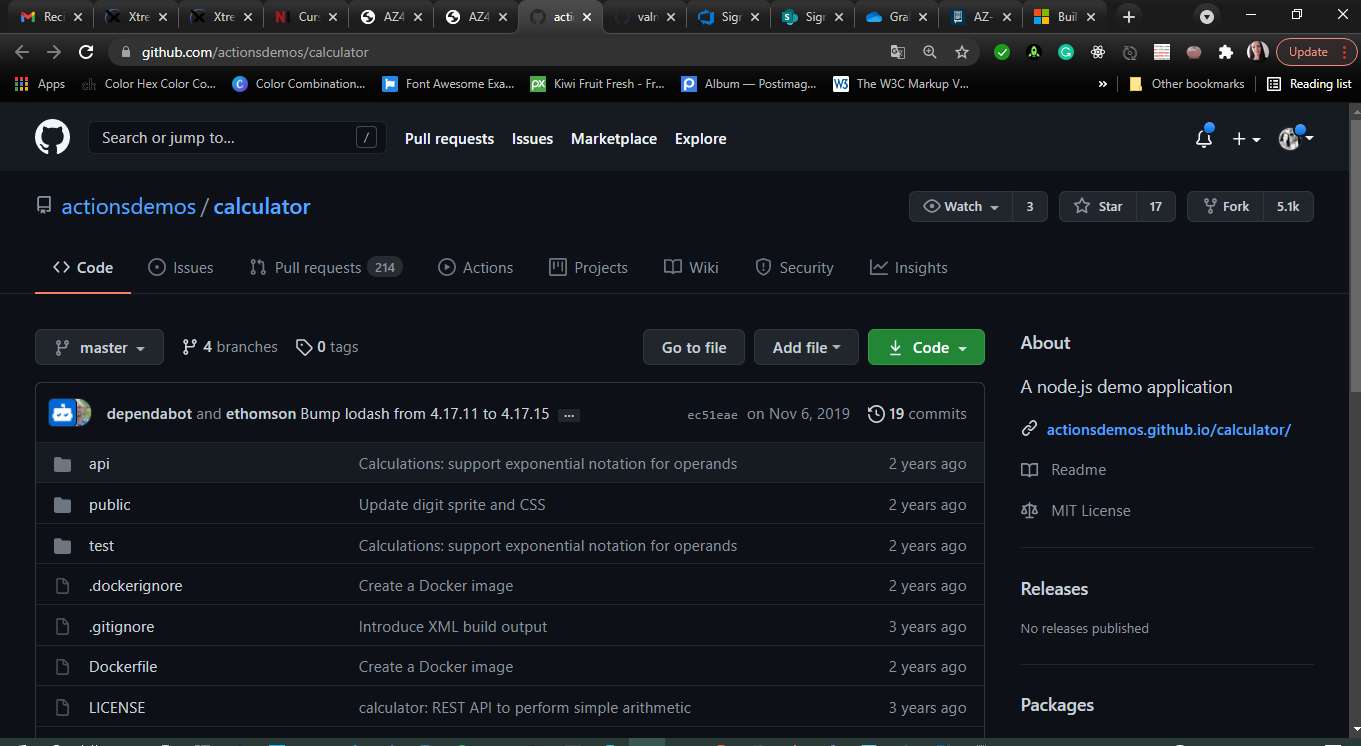 Reci
Xtre
Xtre
Curs
AZ4
AZ4
acti
valn
Sign
Sign
Gral
AZ-
Buil
github.com/actionsdemos/calculator
Update
Apps
Color Hex Color Co...
Color Combination...
Font Awesome Exa...
Kiwi Fruit Fresh - Fr...
Album — Postimag...
The W3C Markup V...
»
Other bookmarks
Reading list
Search or jump to...
/
Pull requests
Issues
Marketplace
Explore
actionsdemos / calculator
Watch 3
Star 17
Fork 5.1k
Code
Issues
Pull requests 214
Actions
Projects
Wiki
Security
Insights
master
4 branches
0 tags
Go to file
Add file
Code
dependabot and ethomson Bump lodash from 4.17.11 to 4.17.15 ...
ec51eae on Nov 6, 2019
19 commits
api Calculations: support exponential notation for operands 2 years ago
public Update digit sprite and CSS 2 years ago
test Calculations: support exponential notation for operands 2 years ago
.dockerignore Create a Docker image 2 years ago
.gitignore Introduce XML build output 3 years ago
Dockerfile Create a Docker image 2 years ago
LICENSE calculator: REST API to perform simple arithmetic 3 years ago
About
A node.js demo application
actionsdemos.github.io/calculator/
Readme
MIT License
Releases
No releases published
Packages